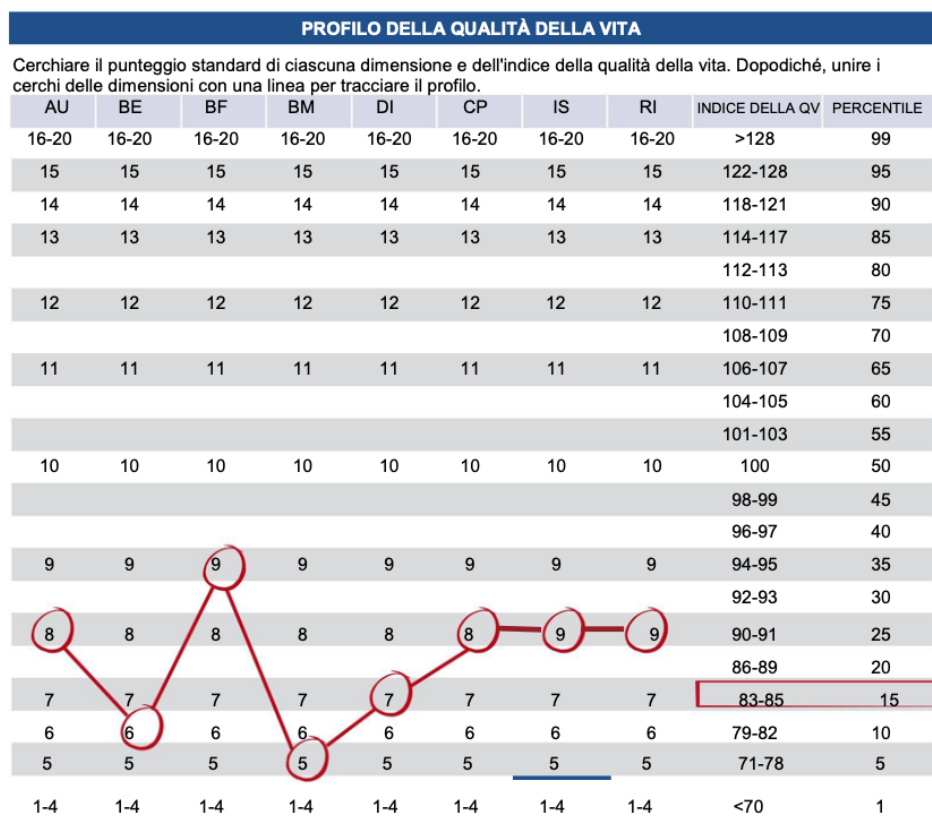 PROFILO DELLA QUALITÀ DELLA VITA
Cerchiare il punteggio standard di ciascuna dimensione e dell'indice della qualità della vita. Dopodiché, unire i
cerchi delle dimensioni con una linea per tracciare il profilo.
AU BE BF BM DI CP IS RI INDICE DELLA QV PERCENTILE
16-20 16-20 16-20 16-20 16-20 16-20 16-20 16-20 >128 99
15 15 15 15 15 15 15 15 122-128 95
14 14 14 14 14 14 14 14 118-121 90
13 13 13 13 13 13 13 13 114-117 85
112-113 80
12 12 12 12 12 12 12 12 110-111 75
108-109 70
11 11 11 11 11 11 11 11 106-107 65
104-105 60
101-103 55
10 10 10 10 10 10 10 10 100 50
98-99 45
96-97 40
9 9 9 9 9 9 9 9 94-95 35
92-93 30
8 8 8 8 8 8 9 9 90-91 25
86-89 20
7 7 7 7 7 7 7 7 83-85 15
6 6 6 6 6 6 6 6 79-82 10
5 5 5 5 5 5 5 5 71-78 5
1-4 1-4 1-4 1-4 1-4 1-4 1-4 1-4 <70 1